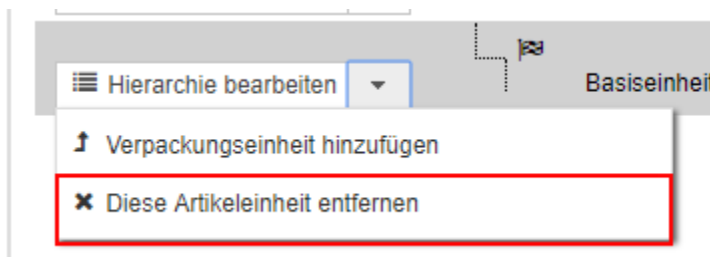 Hierarchie bearbeiten
Basiseinheit
Verpackungseinheit hinzufügen
Diese Artikeleinheit entfernen